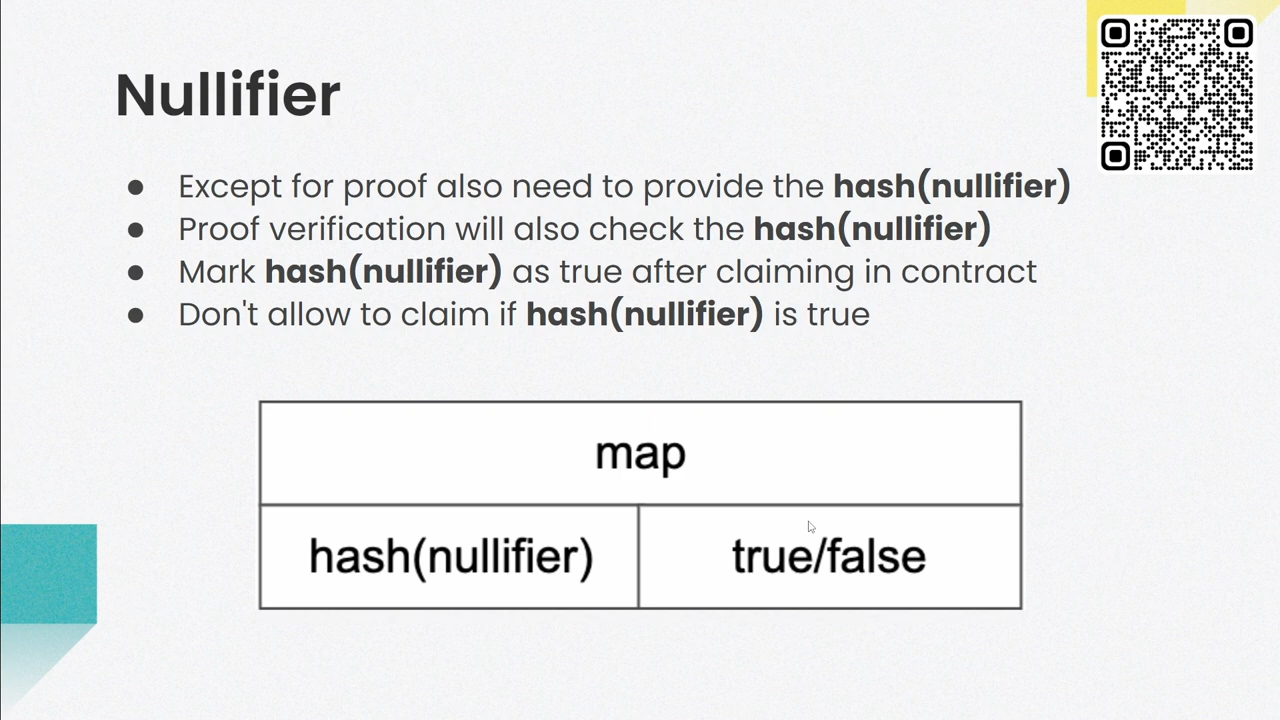 Nullifier
● Except for proof also need to provide the hash(nullifier)
● Proof verification will also check the hash(nullifier)
● Mark hash(nullifier) as true after claiming in contract
● Don't allow to claim if hash(nullifier) is true
map
hash(nullifier) true/false